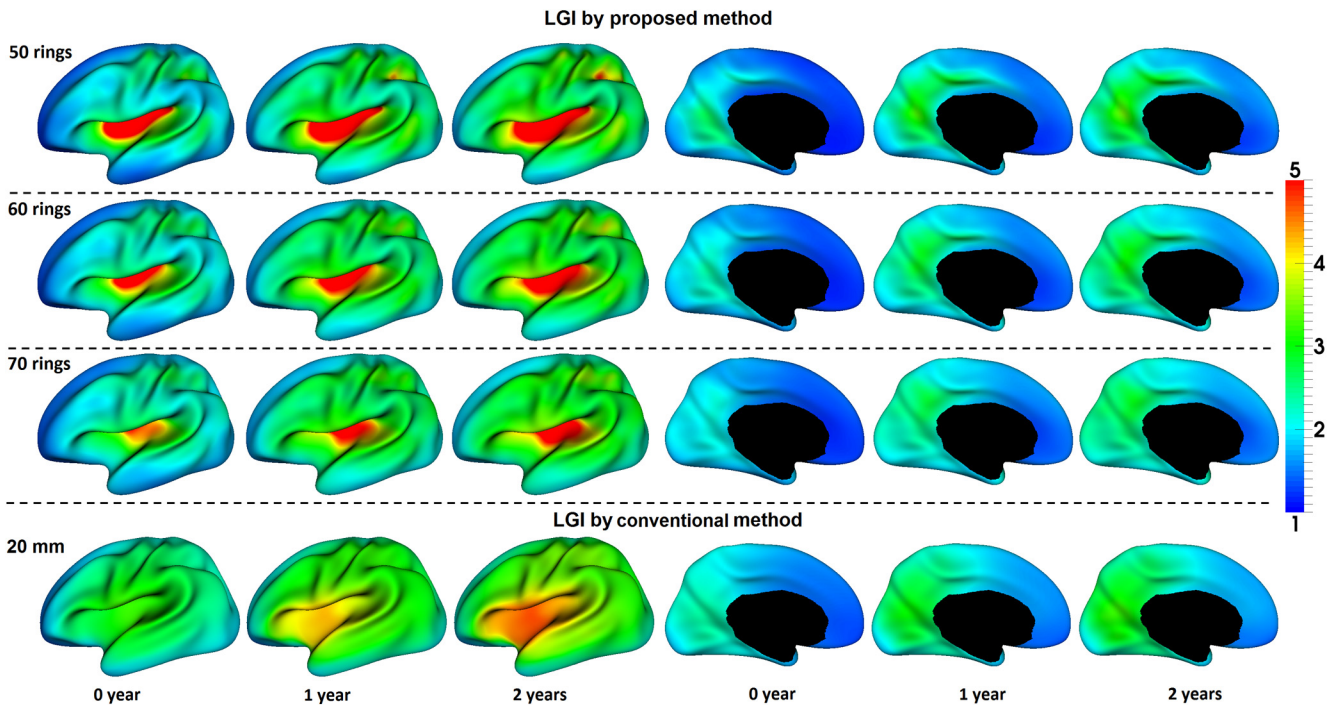 LGI by proposed method
50 rings
60 rings
70 rings
5
4
3
2
1
LGI by conventional method
20 mm
0 year 1 year 2 years 0 year 1 year 2 years